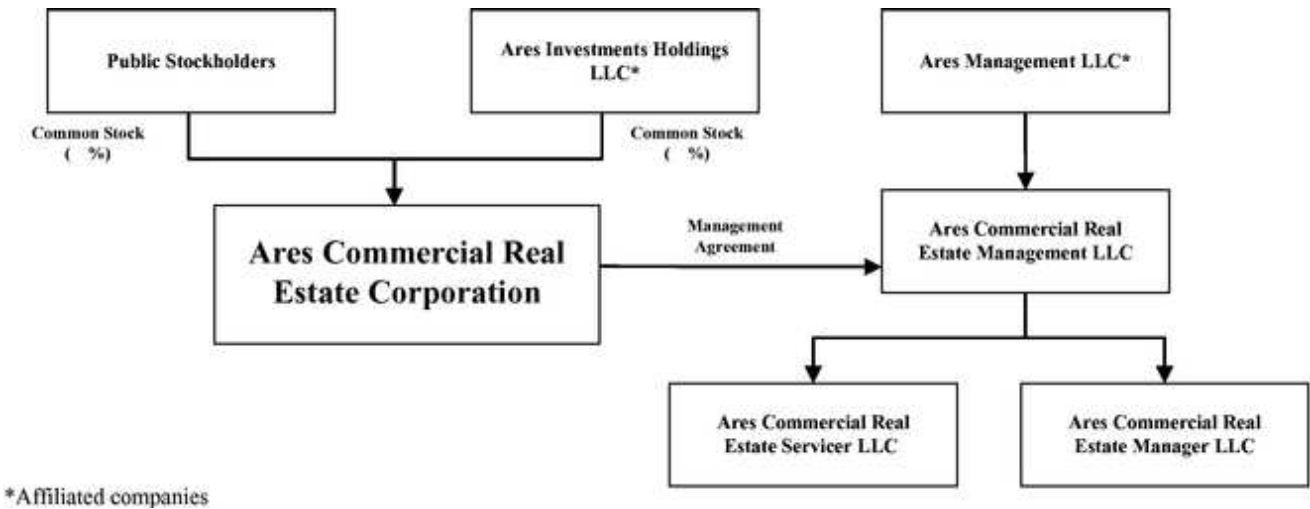 Public Stockholders
Ares Investments Holdings
LLC*
Ares Management LLC*
Common Stock
( %)
Common Stock
( %)
Ares Commercial Real
Estate Corporation
Management
Agreement
Ares Commercial Real
Estate Management LLC
Ares Commercial Real
Estate Servicer LLC
Ares Commercial Real
Estate Manager LLC
*Affiliated companies